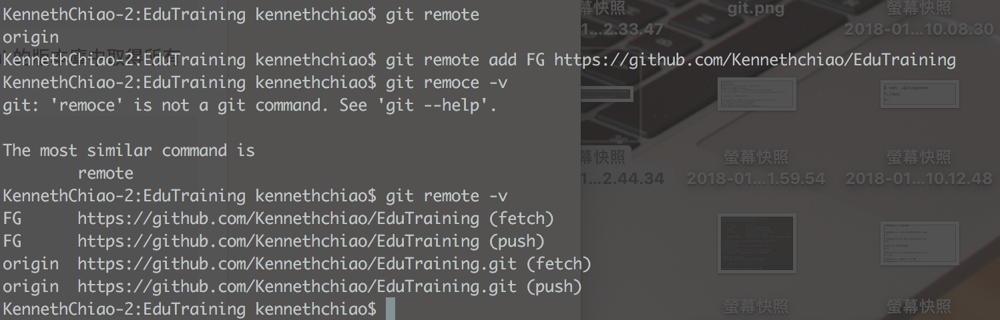 KennethChiao-2:EduTraining kennethchiao$ git remote
origin
KennethChiao-2:EduTraining kennethchiao$ git remote add FG https://github.com/Kennethchiao/EduTraining
KennethChiao-2:EduTraining kennethchiao$ git remoce -v
git: 'remoce' is not a git command. See 'git --help'.
The most similar command is
remote
KennethChiao-2:EduTraining kennethchiao$ git remote -v
FG https://github.com/Kennethchiao/EduTraining (fetch)
FG https://github.com/Kennethchiao/EduTraining (push)
origin https://github.com/Kennethchiao/EduTraining.git (fetch)
origin https://github.com/Kennethchiao/EduTraining.git (push)
KennethChiao-2:EduTraining kennethchiao$
的版本庫中取得所有
幕快照
1...2.33.47
git.png
螢幕快照
2018-01...10.08.30
幕快照
1...2.44.34
螢幕快照
2018-01...1.59.54
螢幕快照
2018-01...10.12.48
螢幕快照
螢幕快照